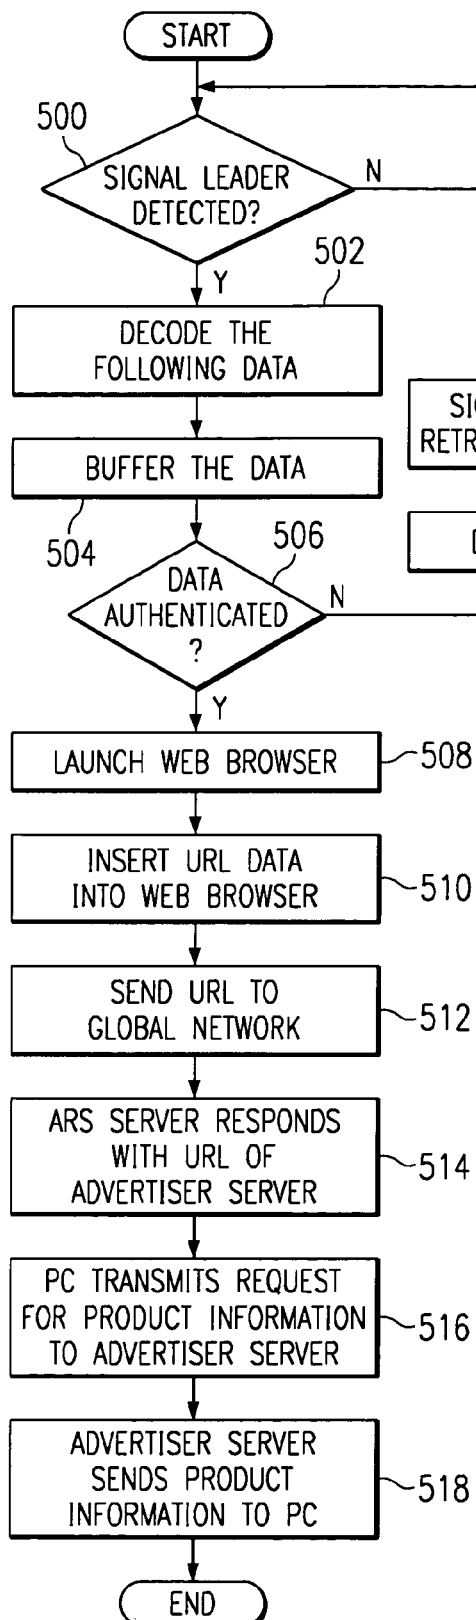 START
500
SIGNAL LEADER
DETECTED?
N
Y
502
DECODE THE
FOLLOWING DATA
BUFFER THE DATA
504
506
DATA
AUTHENTICATED
?
N
Y
LAUNCH WEB BROWSER
508
INSERT URL DATA
INTO WEB BROWSER
510
SEND URL TO
GLOBAL NETWORK
512
ARS SERVER RESPONDS
WITH URL OF
ADVERTISER SERVER
514
PC TRANSMITS REQUEST
FOR PRODUCT INFORMATION
TO ADVERTISER SERVER
516
ADVERTISER SERVER
SENDS PRODUCT
INFORMATION TO PC
518
END